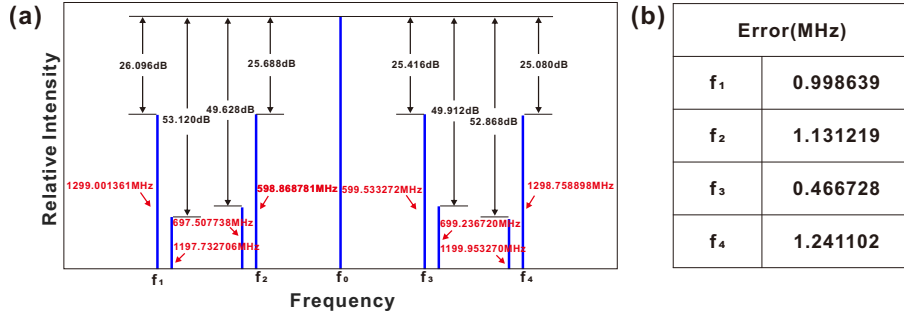 (a)
Relative Intensity
26.096dB
53.120dB
49.628dB
25.688dB
25.416dB
49.912dB
52.868dB
25.080dB
1299.001361MHz
697.507738MHz
1197.732706MHz
598.868781MHz
599.533272MHz
699.236720MHz
1199.953270MHz
1298.758898MHz
f₁
f₂
f₀
f₃
f₄
Frequency
(b)
Error(MHz)
f₁ 0.998639
f₂ 1.131219
f₃ 0.466728
f₄ 1.241102